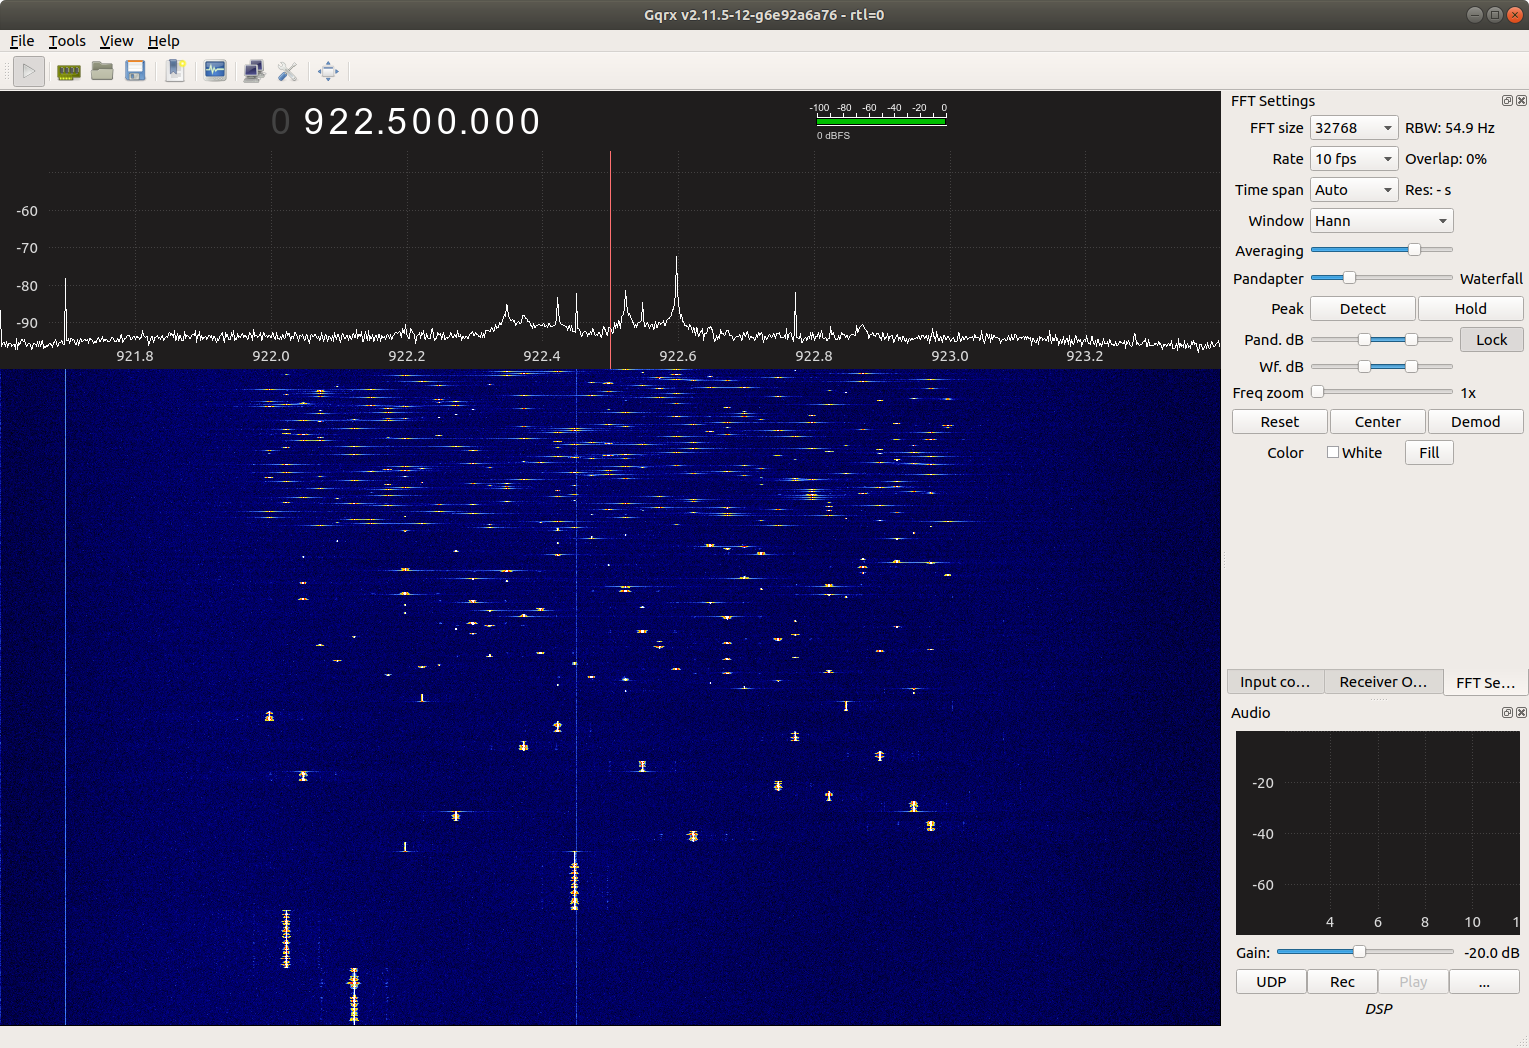 Gqrx v2.11.5-12-g6e92a6a76 - rtl=0
File Tools View Help
0 922.500.000
-100 -80 -60 -40 -20 0
0 dBFS
-60
-70
-80
-90
921.8 922.0 922.2 922.4 922.6 922.8 923.0 923.2
FFT Settings
FFT size 32768 RBW: 54.9 Hz
Rate 10 fps Overlap: 0%
Time span Auto Res: - s
Window Hann
Averaging
Pandapter Waterfall
Peak Detect Hold
Pand. dB Lock
Wf. dB
Freq zoom 1x
Reset Center Demod
Color White Fill
Input co... Receiver O... FFT Se...
Audio
-20
-40
-60
4 6 8 10 1
Gain: -20.0 dB
UDP Rec Play ...
DSP